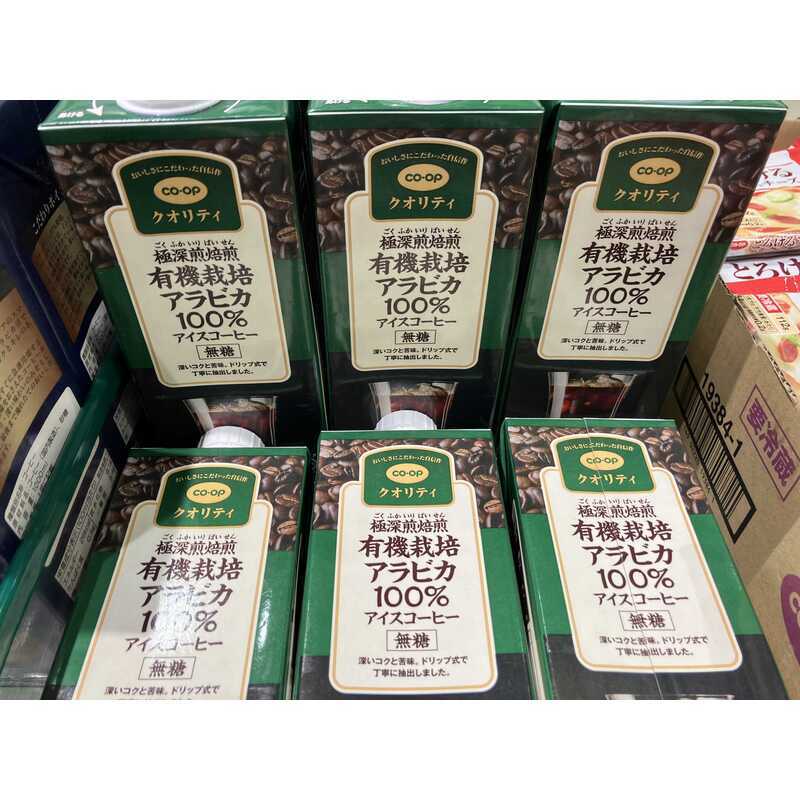 あける
おいしさにこだわった自信作
CO・OP
クオリティ
ごく ふか いり ばい せん
極深煎焙煎
有機栽培
アラビカ
100%
アイスコーヒー
無糖
深いコクと苦味。ドリップ式で
丁寧に抽出しました。
おいしさにこだわった自信作
CO・OP
クオリティ
ごく ふか いり ばい せん
極深煎焙煎
有機栽培
アラビカ
100%
アイスコーヒー
無糖
深いコクと苦味。ドリップ式で
丁寧に抽出しました。
おいしさにこだわった自信作
CO・OP
クオリティ
ごく ふか いり ばい せん
極深煎焙煎
有機栽培
アラビカ
100%
アイスコーヒー
無糖
深いコクと苦味。ドリップ式で
丁寧に抽出しました。
おいしさにこだわった自信作
CO・OP
クオリティ
ごく ふか いり ばい せん
極深煎焙煎
有機栽培
アラビカ
100%
アイスコーヒー
無糖
深いコクと苦味。ドリップ式で
丁寧に抽出しました。
おいしさにこだわった自信作
CO・OP
クオリティ
ごく ふか いり ばい せん
極深煎焙煎
有機栽培
アラビカ
100%
アイスコーヒー
無糖
深いコクと苦味。ドリップ式で
丁寧に抽出しました。
おいしさにこだわった自信作
CO・OP
クオリティ
ごく ふか いり ばい せん
極深煎焙煎
有機栽培
アラビカ
100%
アイスコーヒー
無糖
深いコクと苦味。ドリップ式で
丁寧に抽出しました。
とろけ
19384-1
要冷蔵